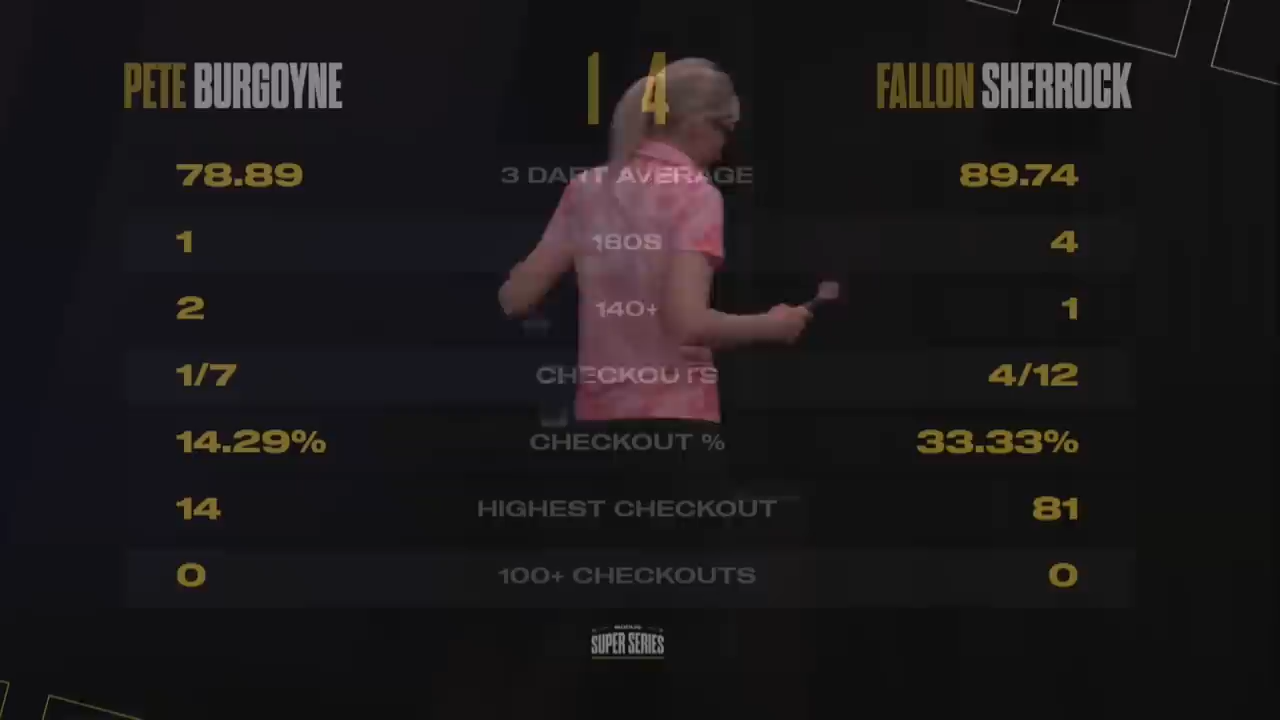 PETE BURGOYNE 1 4 FALLON SHERROCK
78.89 3 DART AVERAGE 89.74
1 180S 4
2 140+ 1
1/7 CHECKOUTS 4/12
14.29% CHECKOUT % 33.33%
14 HIGHEST CHECKOUT 81
0 100+ CHECKOUTS 0
MODUS
SUPER SERIES